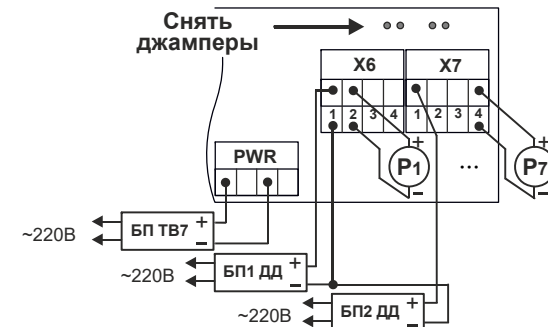 Снять
джамперы
X6 X7
1 2 3 4 1 2 3 4
PWR
+ +
P1 ... P7
– –
~220В БП ТВ7 + –
~220В БП1 ДД + –
~220В БП2 ДД + –